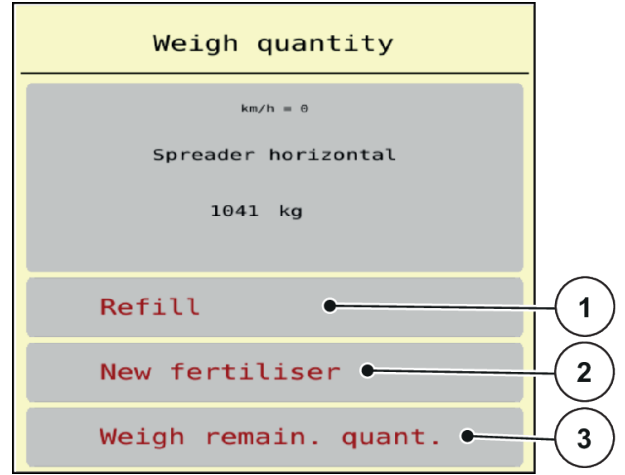 Weigh quantity
km/h = 0
Spreader horizontal
1041 kg
Refill
1
New fertiliser
2
Weigh remain. quant.
3